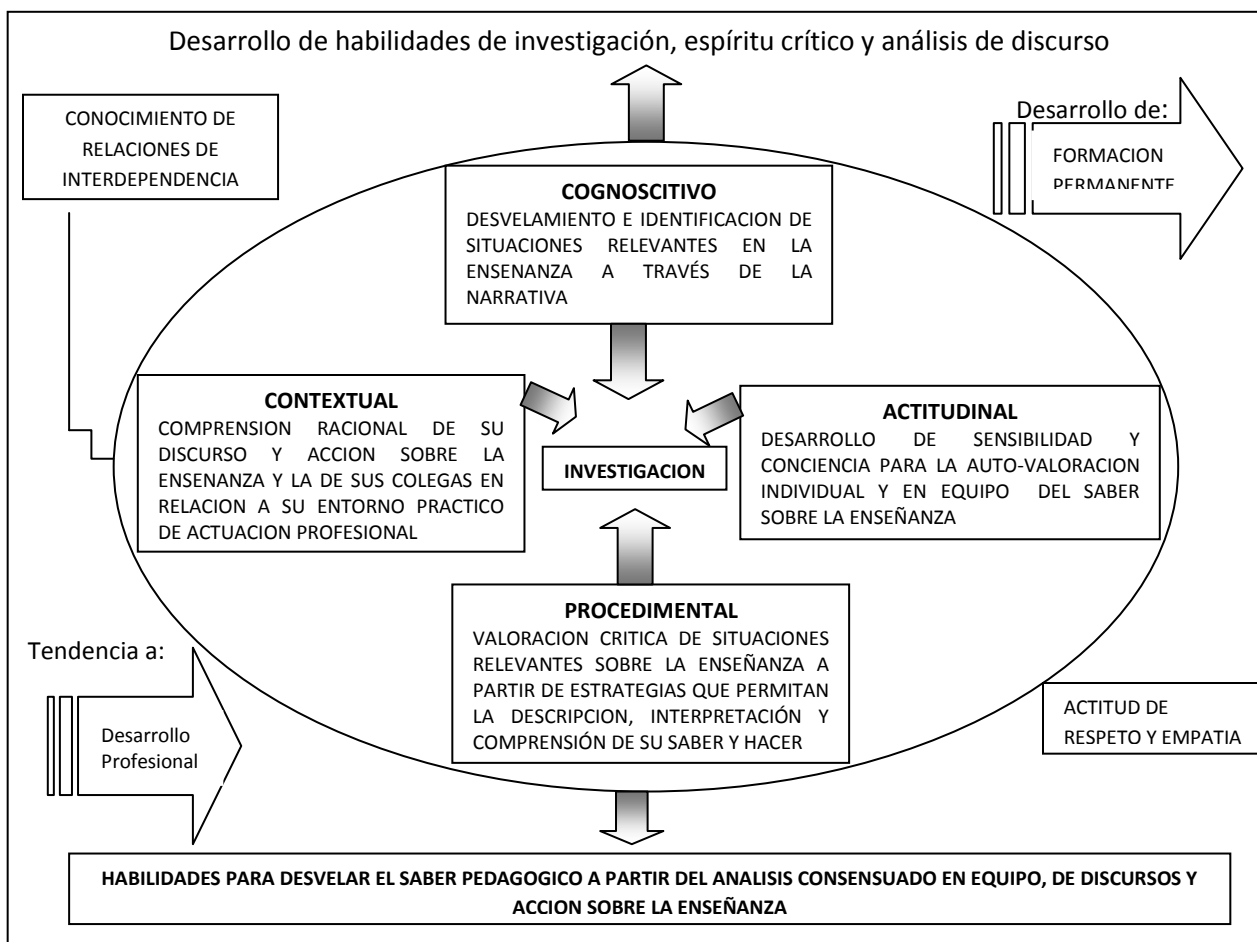 Desarrollo de habilidades de investigación, espíritu crítico y análisis de discurso
CONOCIMIENTO DE
RELACIONES DE
INTERDEPENDENCIA
Desarrollo de:
FORMACION
PERMANENTE
COGNOSCITIVO
DESVELAMIENTO E IDENTIFICACION DE
SITUACIONES RELEVANTES EN LA
ENSENANZA A TRAVÉS DE LA
NARRATIVA
CONTEXTUAL
COMPRENSION RACIONAL DE SU
DISCURSO Y ACCION SOBRE LA
ENSENANZA Y LA DE SUS COLEGAS EN
RELACION A SU ENTORNO PRACTICO
DE ACTUACION PROFESIONAL
INVESTIGACION
ACTITUDINAL
DESARROLLO DE SENSIBILIDAD Y
CONCIENCIA PARA LA AUTO-VALORACION
INDIVIDUAL Y EN EQUIPO DEL SABER
SOBRE LA ENSEÑANZA
PROCEDIMENTAL
VALORACION CRITICA DE SITUACIONES
RELEVANTES SOBRE LA ENSEÑANZA A
PARTIR DE ESTRATEGIAS QUE PERMITAN
LA DESCRIPCION, INTERPRETACIÓN Y
COMPRENSIÓN DE SU SABER Y HACER
Tendencia a:
Desarrollo
Profesional
ACTITUD DE
RESPETO Y EMPATIA
HABILIDADES PARA DESVELAR EL SABER PEDAGOGICO A PARTIR DEL ANALISIS CONSENSUADO EN EQUIPO, DE DISCURSOS Y
ACCION SOBRE LA ENSEÑANZA